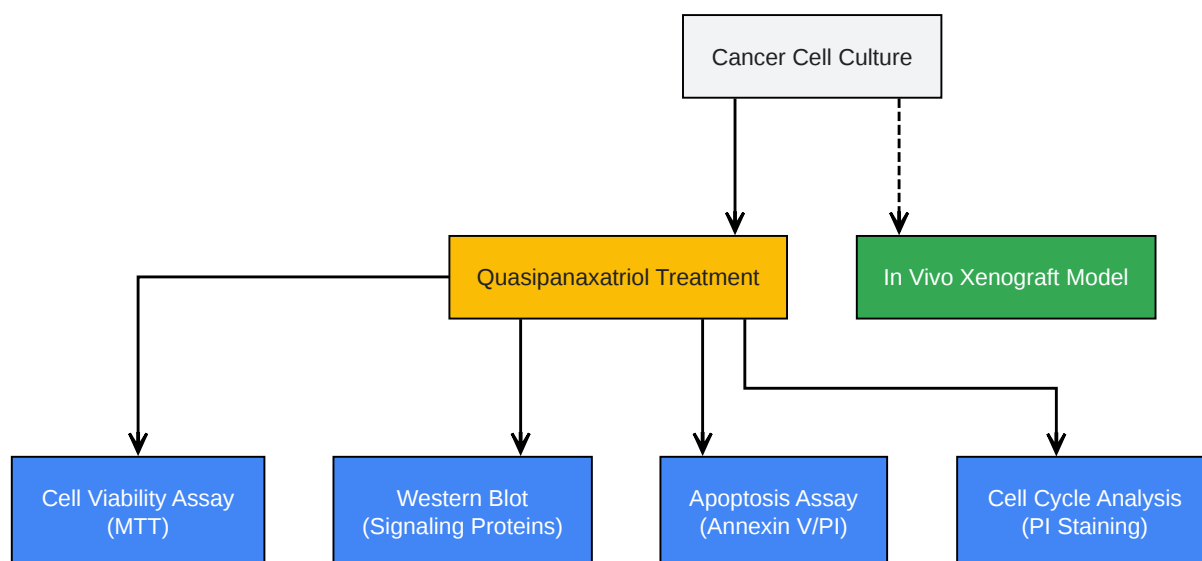 Cancer Cell Culture
Quasipanaxatriol Treatment
In Vivo Xenograft Model
Cell Viability Assay
(MTT)
Western Blot
(Signaling Proteins)
Apoptosis Assay
(Annexin V/PI)
Cell Cycle Analysis
(PI Staining)